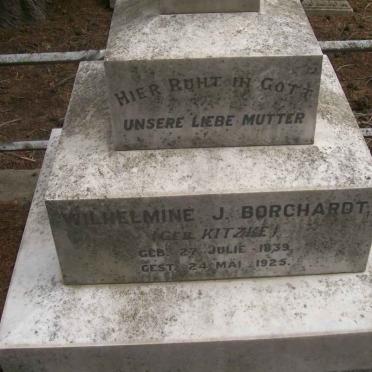 HIER RUHT IN GOTT
UNSERE LIEBE MUTTER
WILHELMINE J. BORCHARDT
(GEB. KITZKE)
GEB. 27 JULIE 1839.
GEST. 24 MAI 1925.